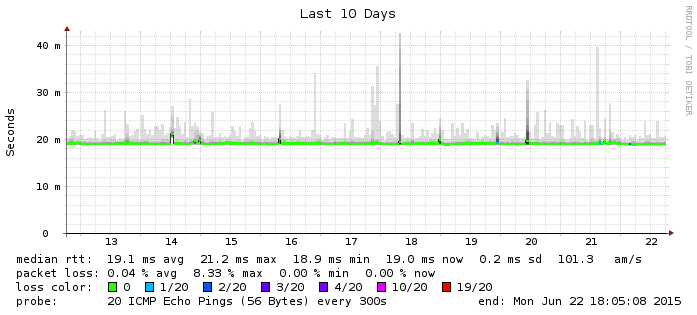 Last 10 Days
RRDTOOL / TOBI OETIKER
Seconds
40 m
30 m
20 m
10 m
0
13 14 15 16 17 18 19 20 21 22
median rtt: 19.1 ms avg 21.2 ms max 18.9 ms min 19.0 ms now 0.2 ms sd 101.3 am/s
packet loss: 0.04 % avg 8.33 % max 0.00 % min 0.00 % now
loss color: 0 1/20 2/20 3/20 4/20 10/20 19/20
probe: 20 ICMP Echo Pings (56 Bytes) every 300s end: Mon Jun 22 18:05:08 2015